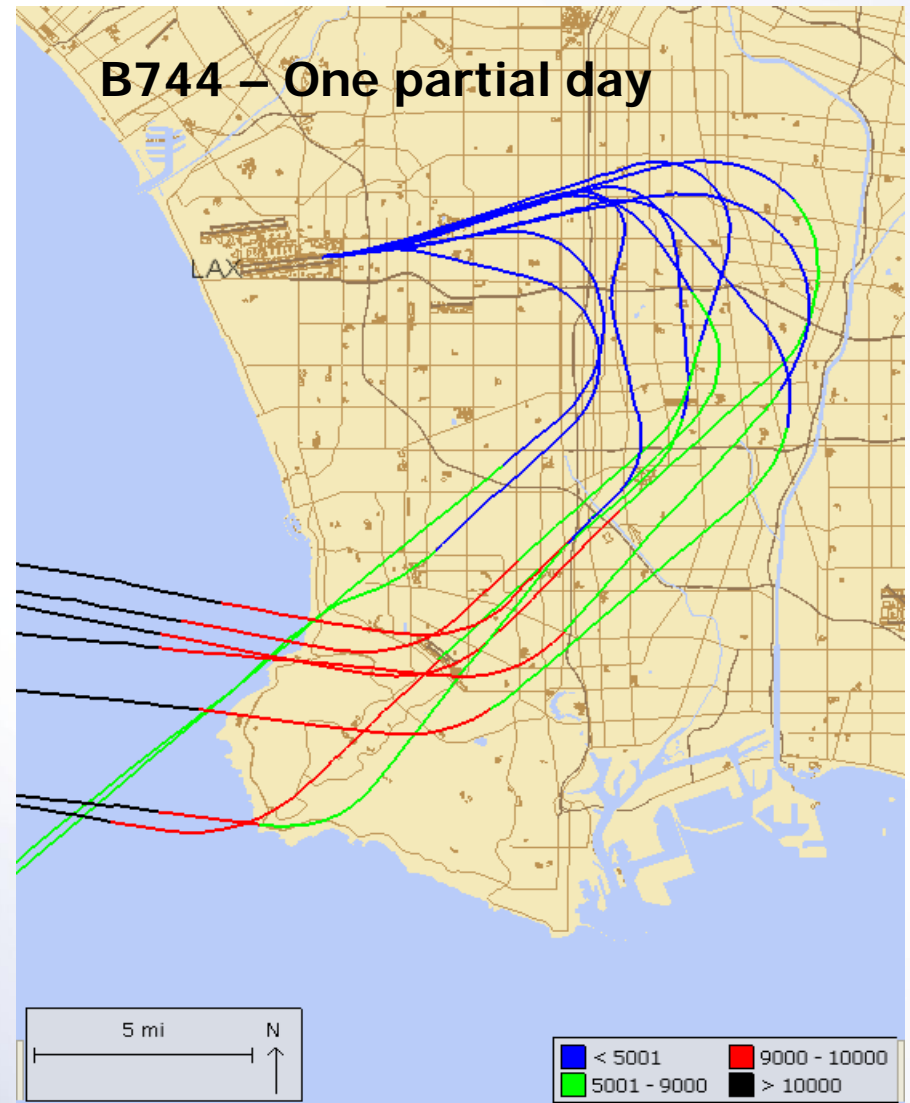 B744 – One partial day
LAX
5 mi
N
< 5001
9000 - 10000
5001 - 9000
> 10000